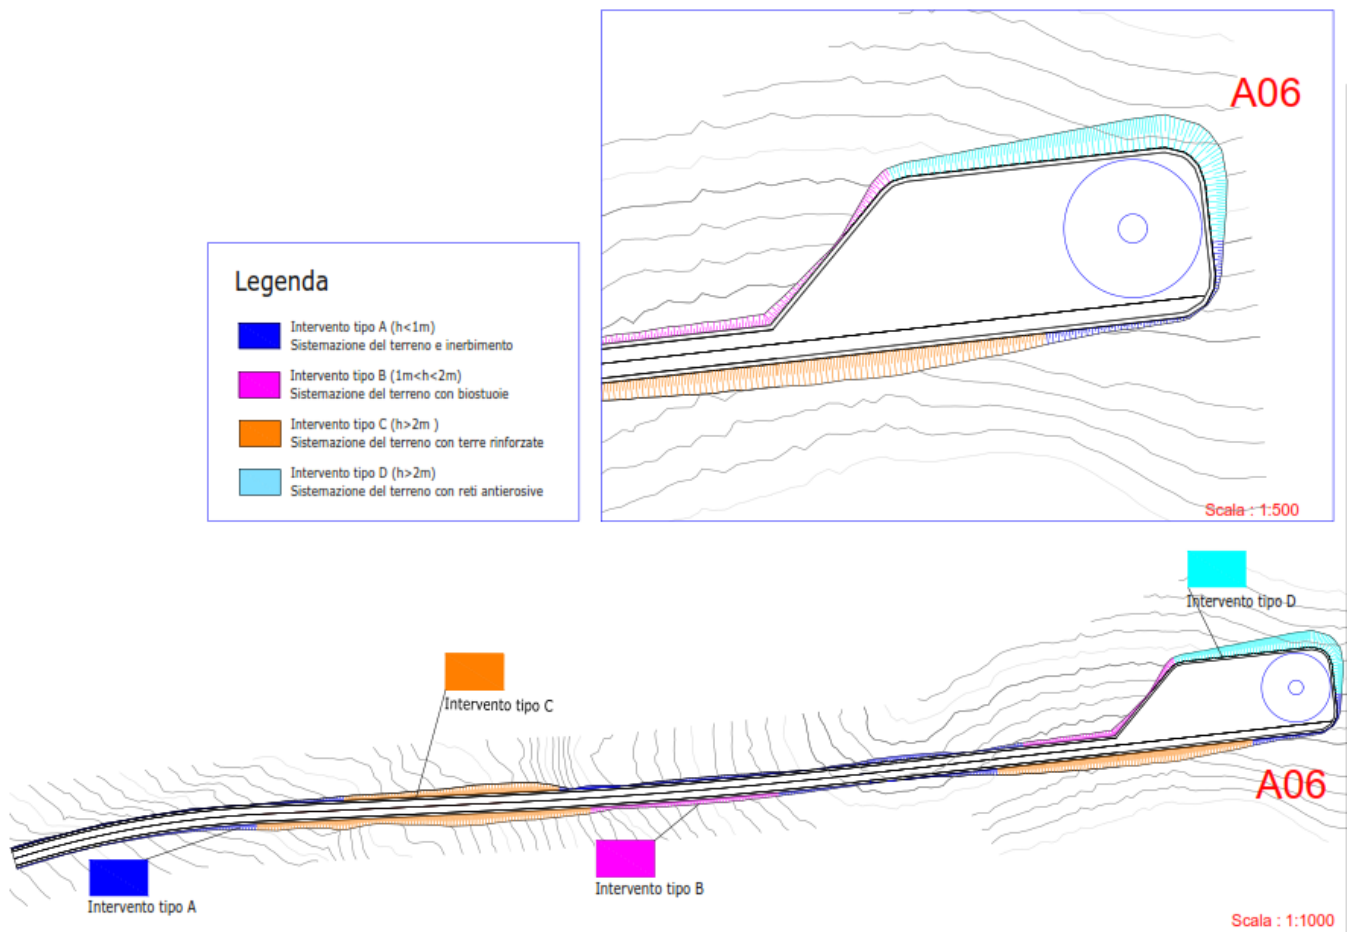 A06
Legenda
Intervento tipo A (h<1m)
Sistemazione del terreno e inerbimento
Intervento tipo B (1m<h<2m)
Sistemazione del terreno con biostuoie
Intervento tipo C (h>2m )
Sistemazione del terreno con terre rinforzate
Intervento tipo D (h>2m)
Sistemazione del terreno con reti antierosive
Scala : 1:500
Intervento tipo D
Intervento tipo C
A06
Intervento tipo B
Intervento tipo A
Scala : 1:1000